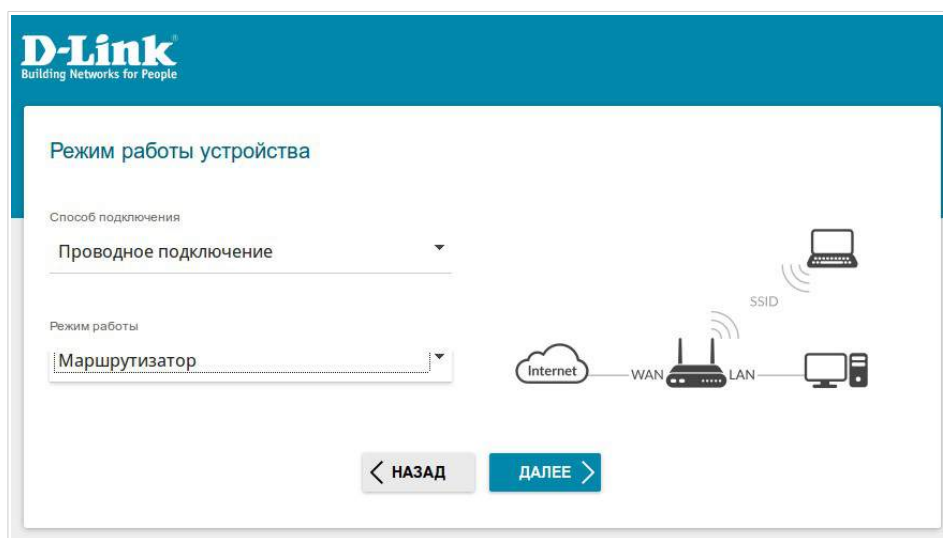 D-Link
Building Networks for People
Режим работы устройства
Способ подключения
Проводное подключение
Режим работы
Маршрутизатор
SSID
Internet
WAN
LAN
НАЗАД
ДАЛЕЕ